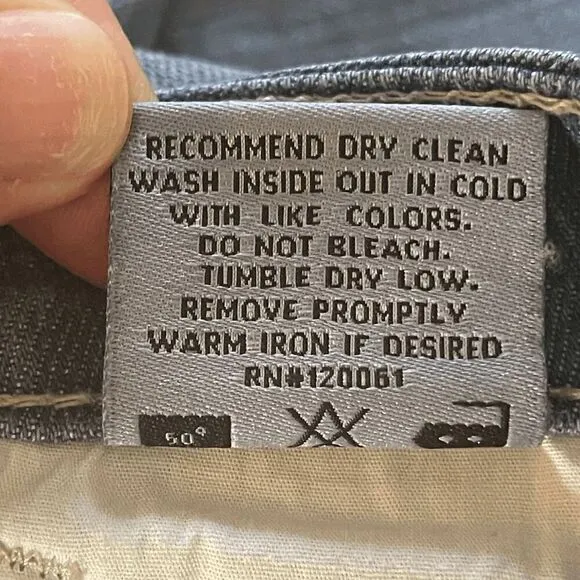 RECOMMEND DRY CLEAN
WASH INSIDE OUT IN COLD
WITH LIKE COLORS.
DO NOT BLEACH.
TUMBLE DRY LOW.
REMOVE PROMPTLY
WARM IRON IF DESIRED
RN#120061